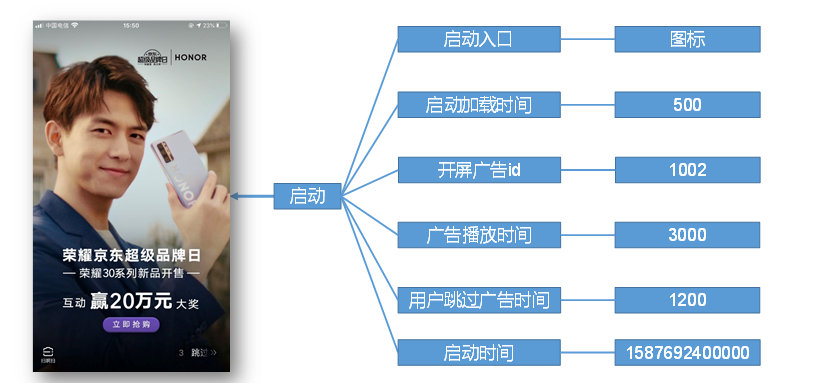 中国电信
15:50
23%
京东
超级品牌日
HONOR
HONOR
荣耀京东超级品牌日
荣耀30系列新品开售
互动 赢20万元 大奖
立即抢购
3 跳过
启动
启动入口 图标
启动加载时间 500
开屏广告id 1002
广告播放时间 3000
用户跳过广告时间 1200
启动时间 1587692400000